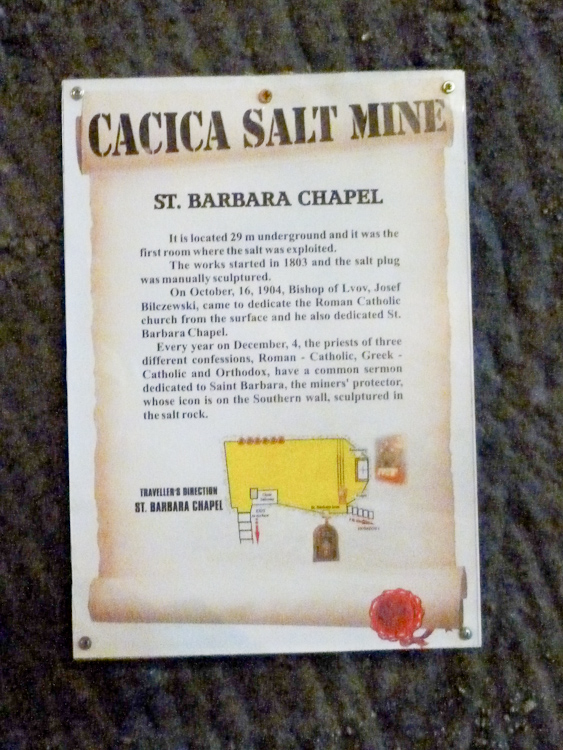 CACICA SALT MINE
ST. BARBARA CHAPEL
It is located 29 m underground and it was the
first room where the salt was exploited.
The works started in 1803 and the salt plug
was manually sculptured.
On October, 16, 1904, Bishop of Lvov, Josef
Bilczewski, came to dedicate the Roman Catholic
church from the surface and he also dedicated St.
Barbara Chapel.
Every year on December, 4, the priests of three
different confessions, Roman - Catholic, Greek -
Catholic and Orthodox, have a common sermon
dedicated to Saint Barbara, the miners' protector,
whose icon is on the Southern wall, sculptured in
the salt rock.
TRAVELLER'S DIRECTION
ST. BARBARA CHAPEL